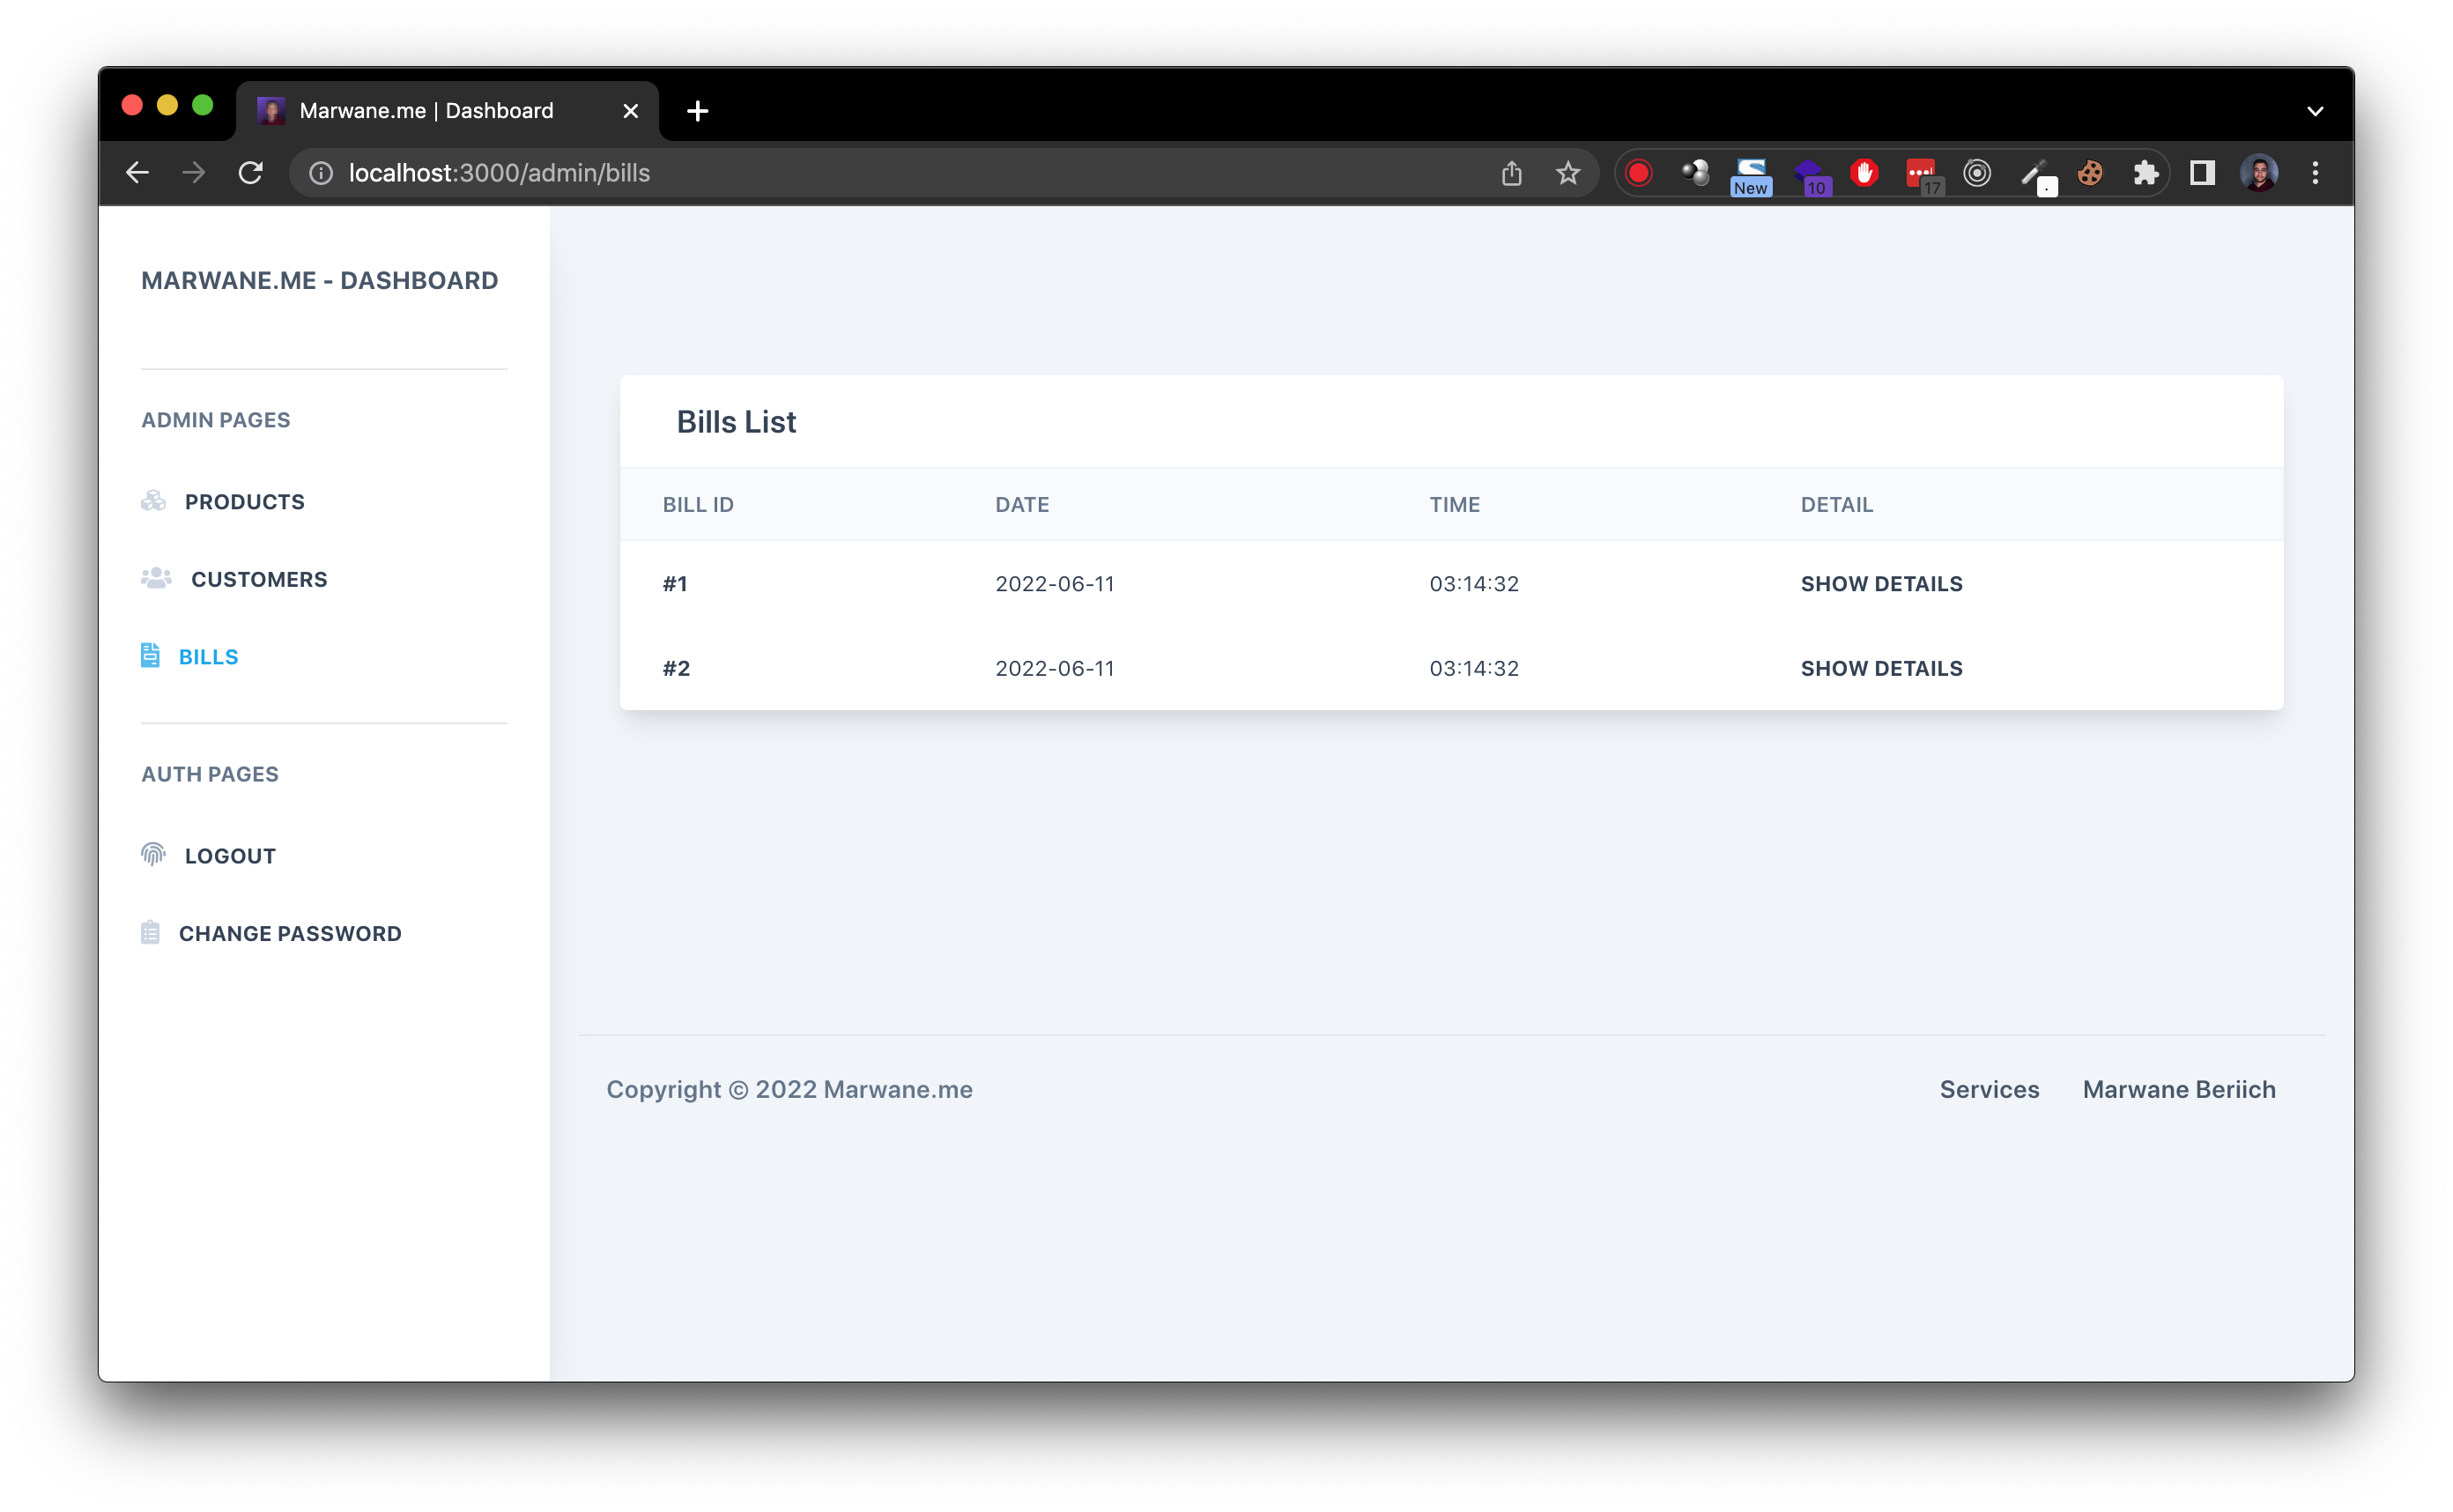 Marwane.me | Dashboard
localhost:3000/admin/bills
New
10
17
MARWANE.ME - DASHBOARD
ADMIN PAGES
PRODUCTS
CUSTOMERS
BILLS
AUTH PAGES
LOGOUT
CHANGE PASSWORD
Bills List
BILL ID DATE TIME DETAIL
#1 2022-06-11 03:14:32 SHOW DETAILS
#2 2022-06-11 03:14:32 SHOW DETAILS
Copyright © 2022 Marwane.me
Services Marwane Beriich